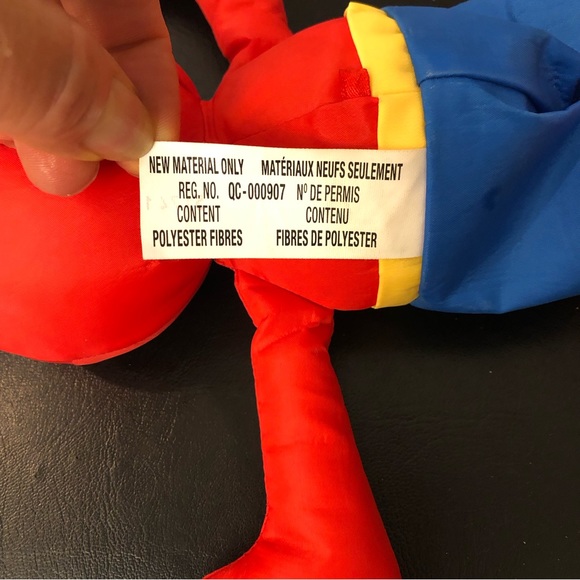 NEW MATERIAL ONLY MATÉRIAUX NEUFS SEULEMENT
REG. NO. QC-000907 Nº DE PERMIS
CONTENT CONTENU
POLYESTER FIBRES FIBRES DE POLYESTER